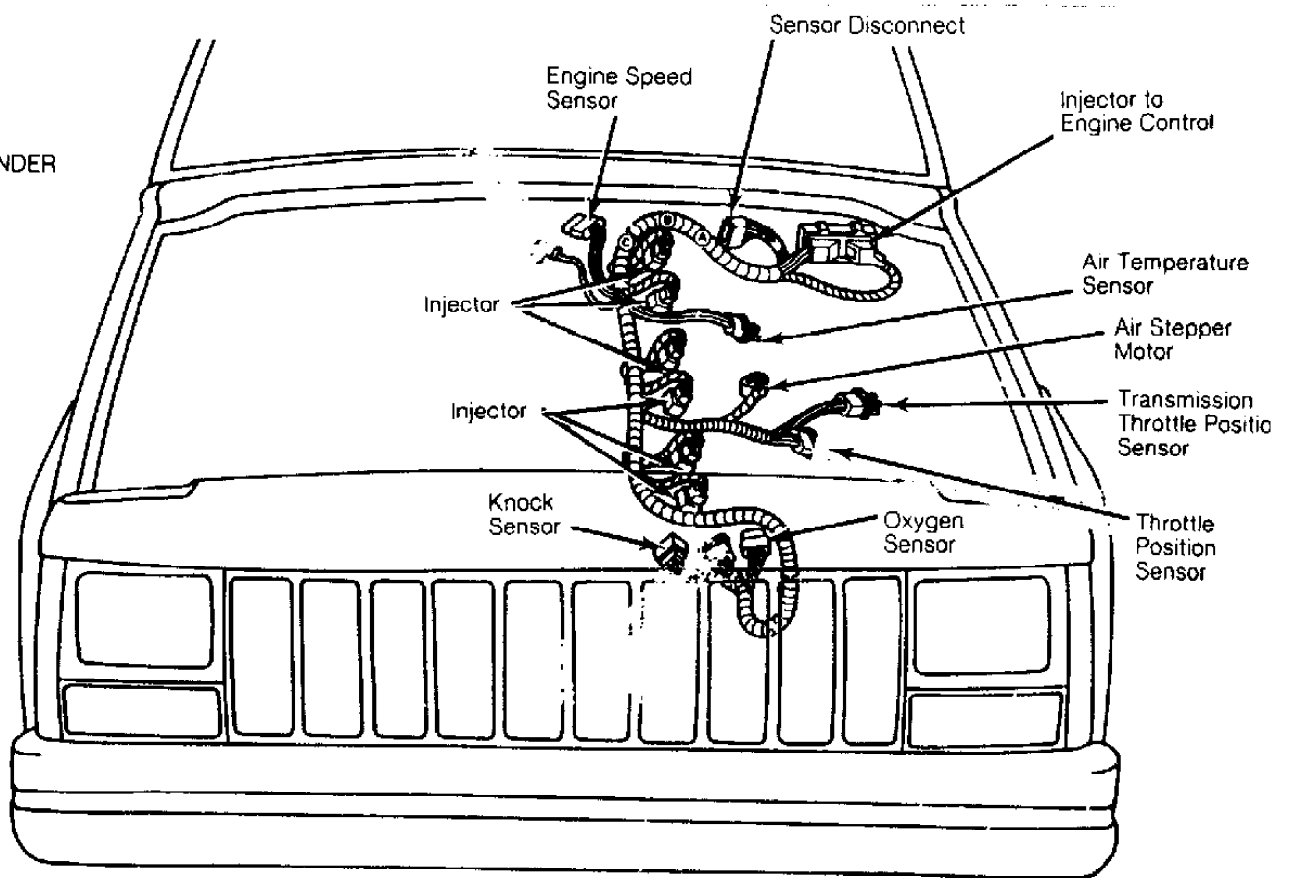 Sensor Disconnect
Engine Speed
Sensor
Injector to
Engine Control
NDER
C
B
A
Air Temperature
Sensor
Injector
Air Stepper
Motor
Injector
Transmission
Throttle Positio
Sensor
Knock
Sensor
Oxygen
Sensor
Throttle
Position
Sensor